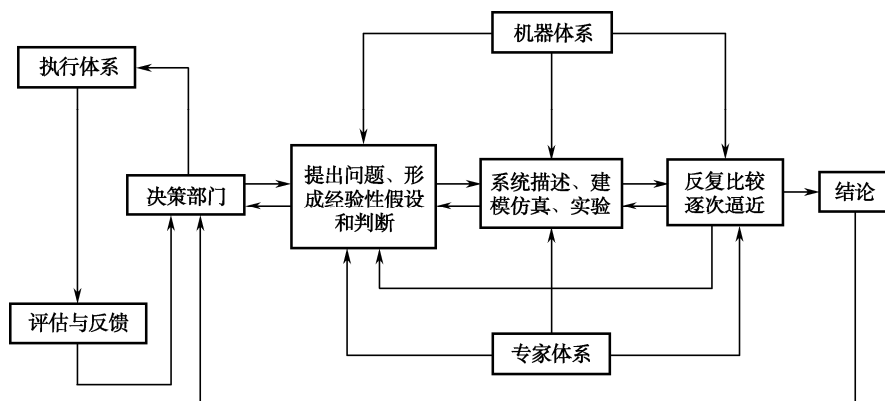 机器体系
执行体系
提出问题、形
成经验性假设
和判断
系统描述、建
模仿真、实验
反复比较
逐次逼近
决策部门
结论
评估与反馈
专家体系